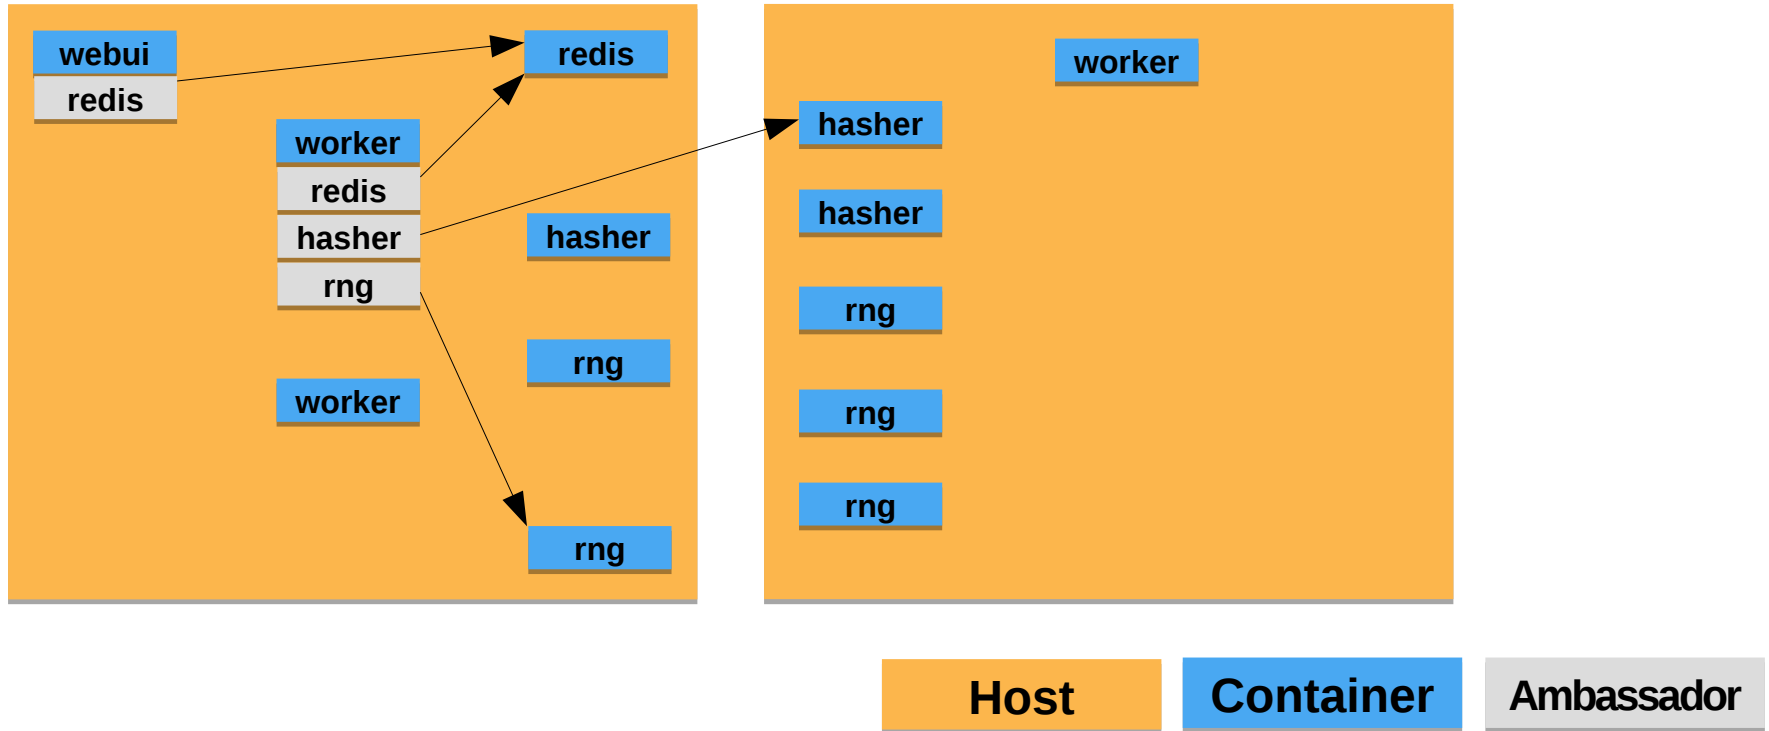 webui
redis
redis
worker
redis
hasher
rng
hasher
rng
worker
rng
worker
hasher
hasher
rng
rng
rng
Host
Container
Ambassador